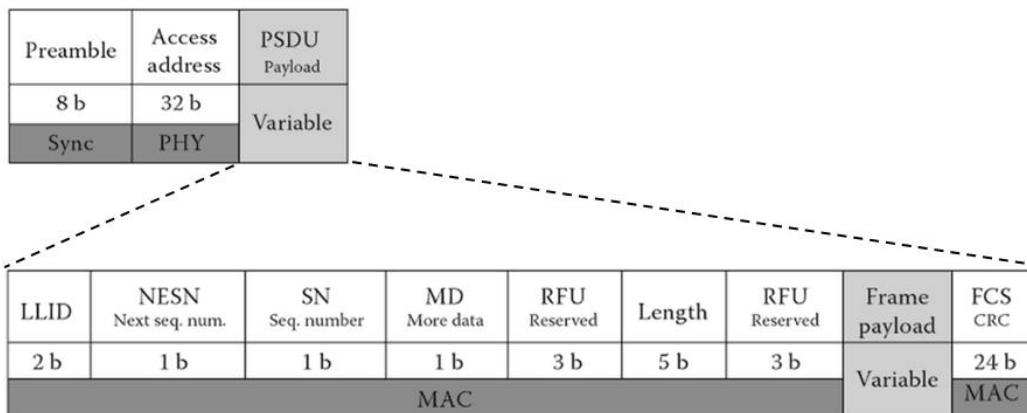 Preamble Access address PSDU Payload
8 b 32 b Variable
Sync PHY
LLID NESN Next seq. num. SN Seq. number MD More data RFU Reserved Length RFU Reserved Frame payload FCS CRC
2 b 1 b 1 b 1 b 3 b 5 b 3 b Variable 24 b
MAC MAC